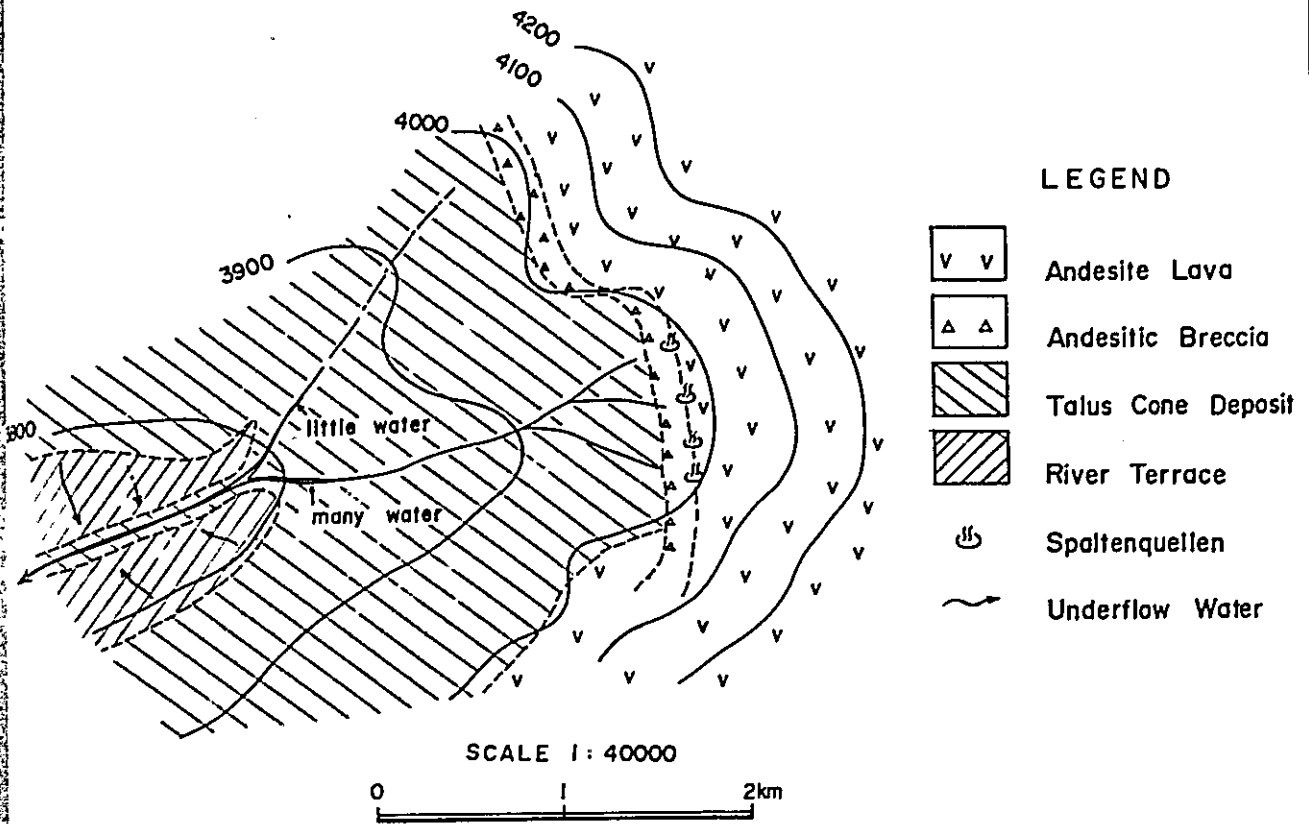 4200
4100
4000
3900
800
little water
many water
LEGEND
v v Andesite Lava
Andesitic Breccia
Talus Cone Deposit
River Terrace
Spaltenquellen
Underflow Water
SCALE 1: 40000
0 1 2km